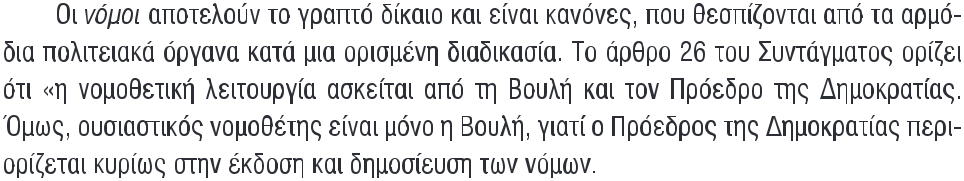 Οι νόμοι αποτελούν το γραπτό δίκαιο και είναι κανόνες, που θεσπίζονται από τα αρμό-
δια πολιτειακά όργανα κατά μια ορισμένη διαδικασία. Το άρθρο 26 του Συντάγματος ορίζει
ότι «η νομοθετική λειτουργία ασκείται από τη Βουλή και τον Πρόεδρο της Δημοκρατίας.
Όμως, ουσιαστικός νομοθέτης είναι μόνο η Βουλή, γιατί ο Πρόεδρος της Δημοκρατίας περι-
ορίζεται κυρίως στην έκδοση και δημοσίευση των νόμων.